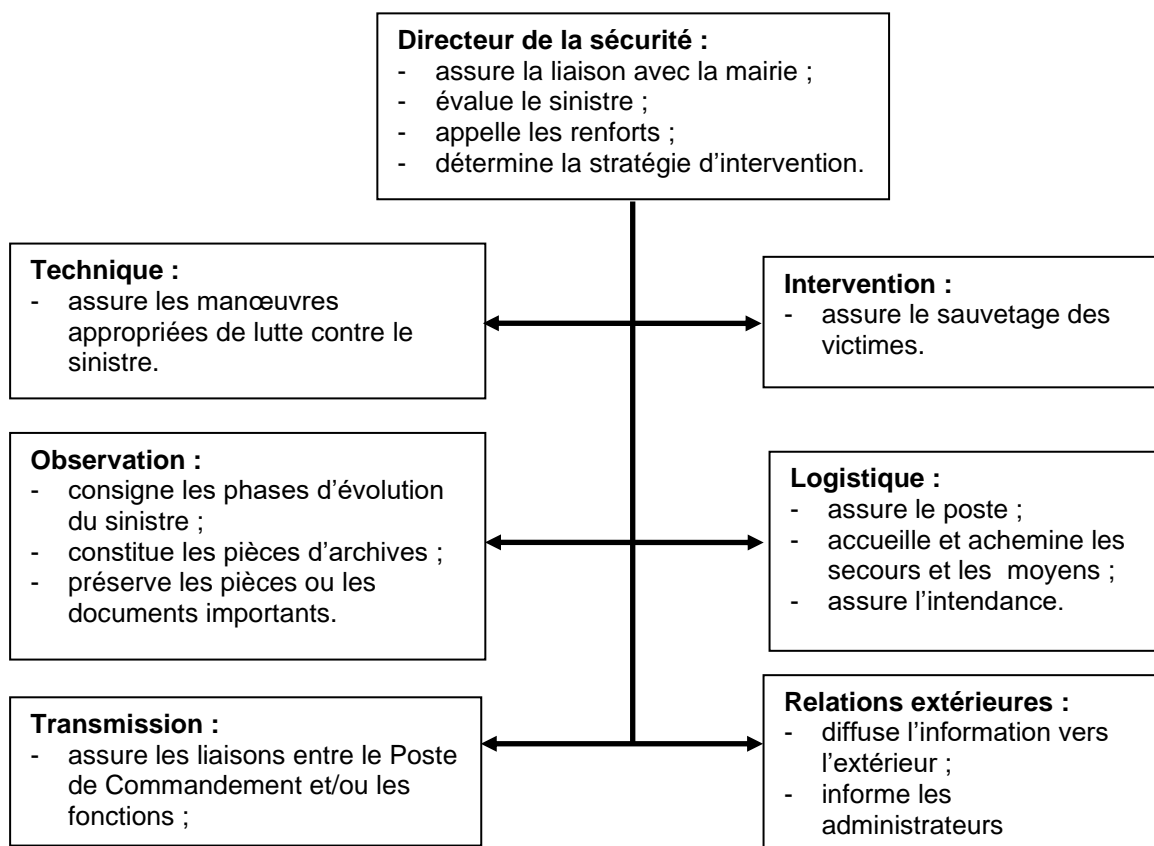 Directeur de la sécurité :
- assure la liaison avec la mairie ;
- évalue le sinistre ;
- appelle les renforts ;
- détermine la stratégie d’intervention.
Technique :
- assure les manœuvres
appropriées de lutte contre le
sinistre.
Intervention :
- assure le sauvetage des
victimes.
Observation :
- consigne les phases d’évolution
du sinistre ;
- constitue les pièces d’archives ;
- préserve les pièces ou les
documents importants.
Logistique :
- assure le poste ;
- accueille et achemine les
secours et les moyens ;
- assure l’intendance.
Transmission :
- assure les liaisons entre le Poste
de Commandement et/ou les
fonctions ;
Relations extérieures :
- diffuse l’information vers
l’extérieur ;
- informe les
administrateurs